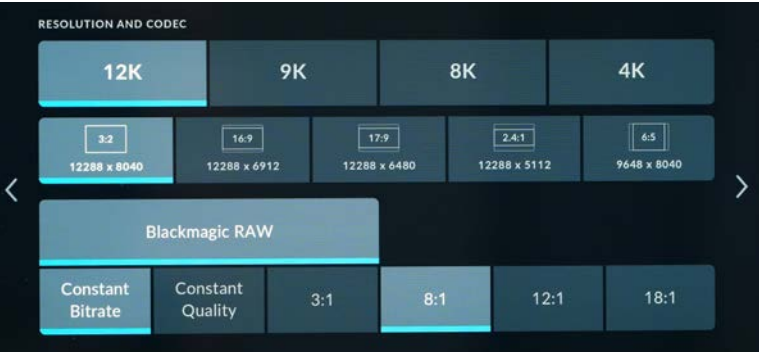 RESOLUTION AND CODEC
12K 9K 8K 4K
3:2 16:9 17:9 2.4:1 6:5
12288 x 8040 12288 x 6912 12288 x 6480 12288 x 5112 9648 x 8040
Blackmagic RAW
Constant Bitrate Constant Quality 3:1 8:1 12:1 18:1